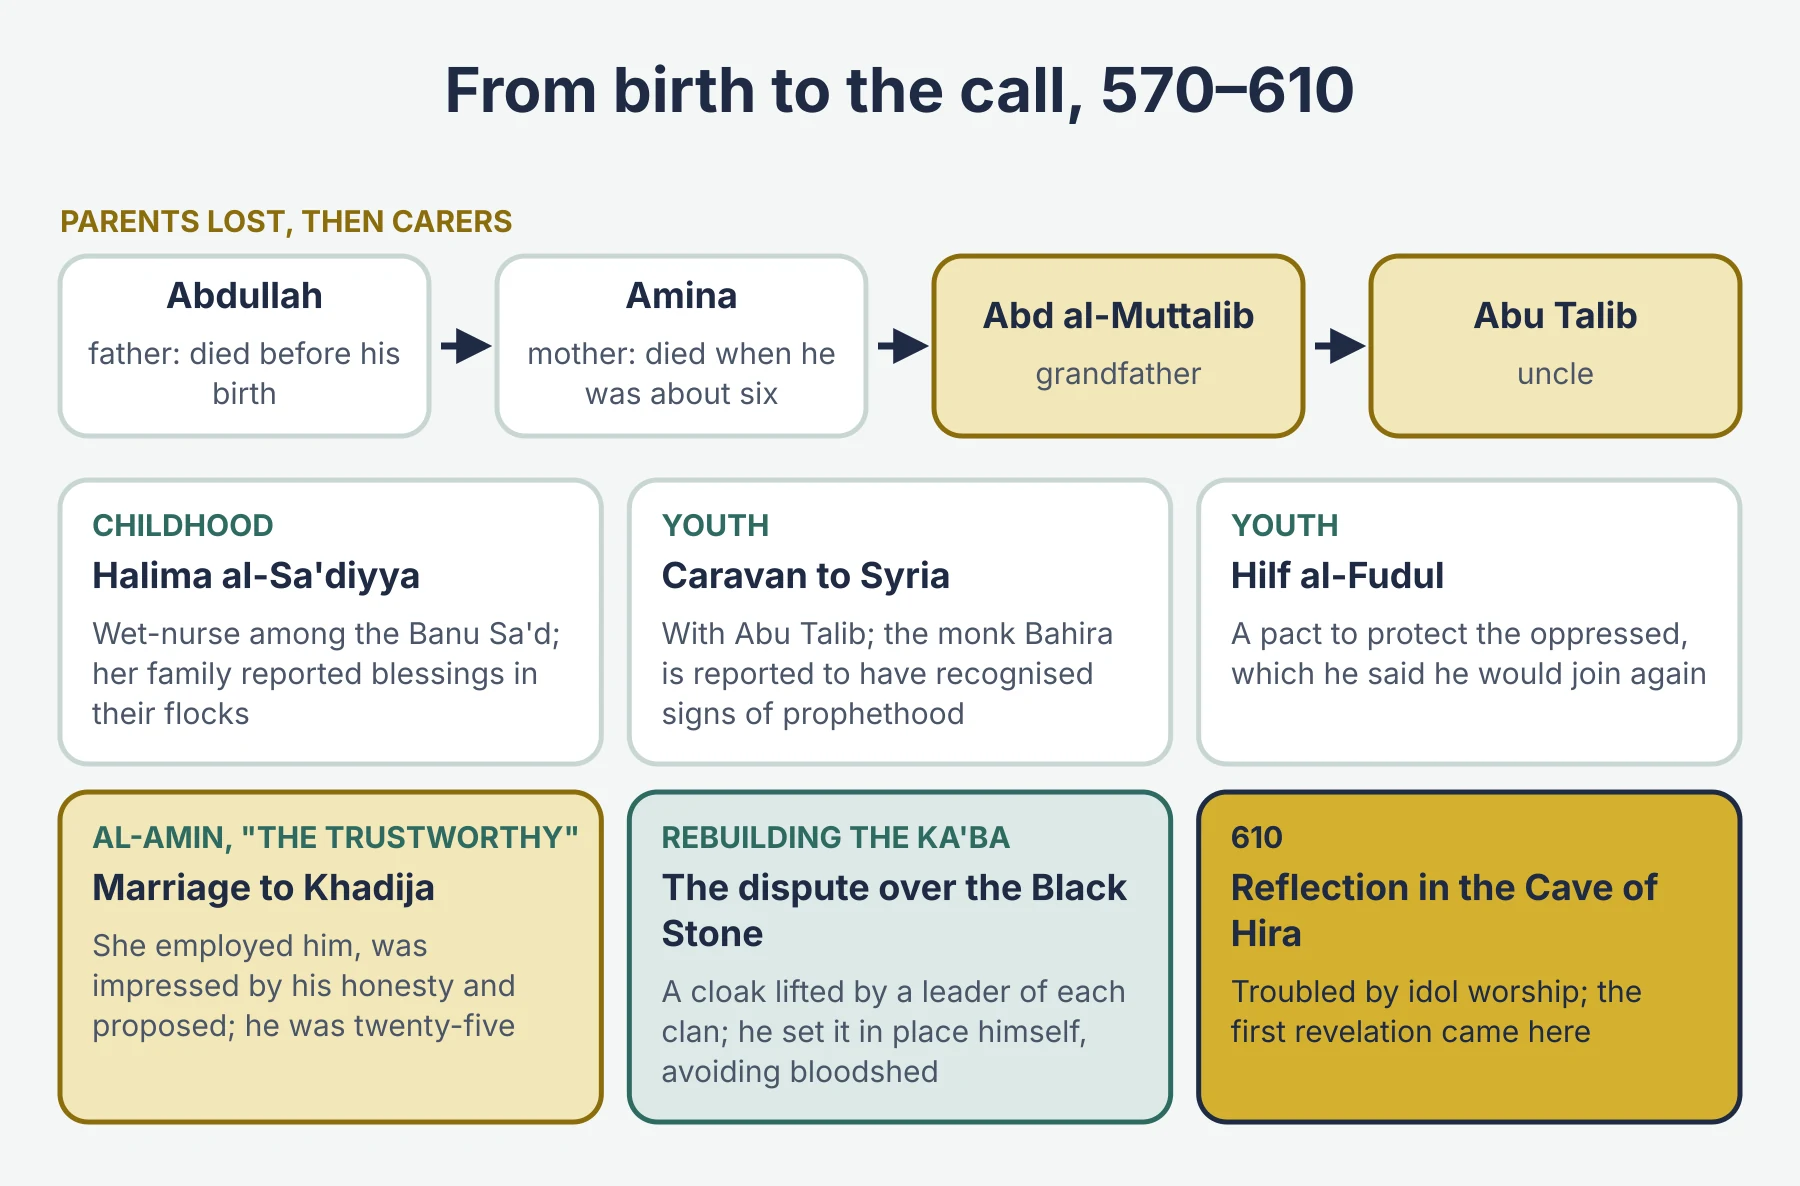 From birth to the call, 570–610
PARENTS LOST, THEN CARERS
Abdullah
father: died before his
birth
Amina
mother: died when he
was about six
Abd al-Muttalib
grandfather
Abu Talib
uncle
CHILDHOOD
Halima al-Sa'diyya
Wet-nurse among the Banu Sa'd;
her family reported blessings in
their flocks
YOUTH
Caravan to Syria
With Abu Talib; the monk Bahira
is reported to have recognised
signs of prophethood
YOUTH
Hilf al-Fudul
A pact to protect the oppressed,
which he said he would join again
AL-AMIN, "THE TRUSTWORTHY"
Marriage to Khadija
She employed him, was
impressed by his honesty and
proposed; he was twenty-five
REBUILDING THE KA'BA
The dispute over the Black
Stone
A cloak lifted by a leader of each
clan; he set it in place himself,
avoiding bloodshed
610
Reflection in the Cave of
Hira
Troubled by idol worship; the
first revelation came here